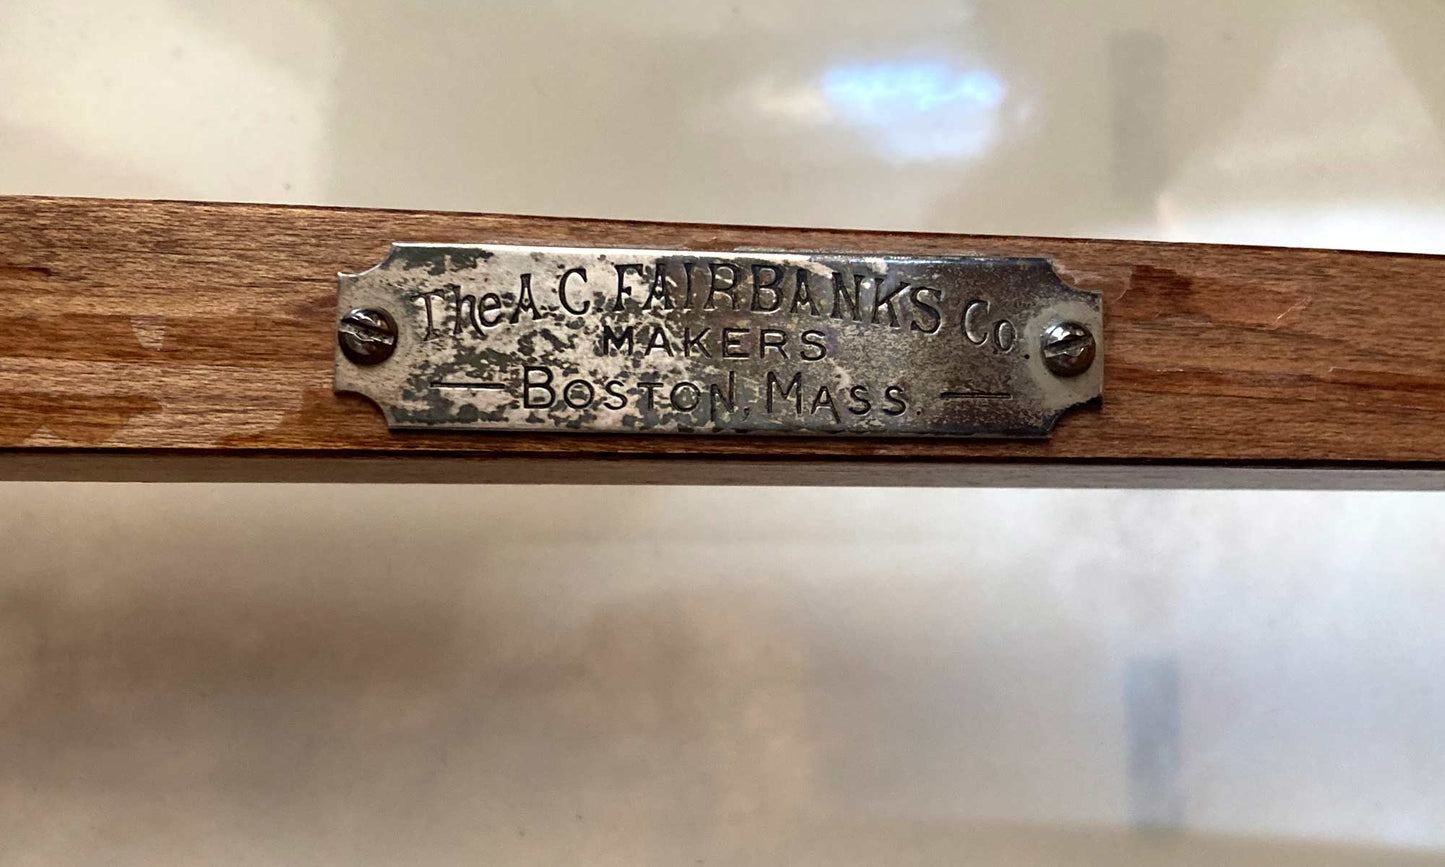 The A.C. FAIRBANKS Co
MAKERS
— BOSTON, MASS. —